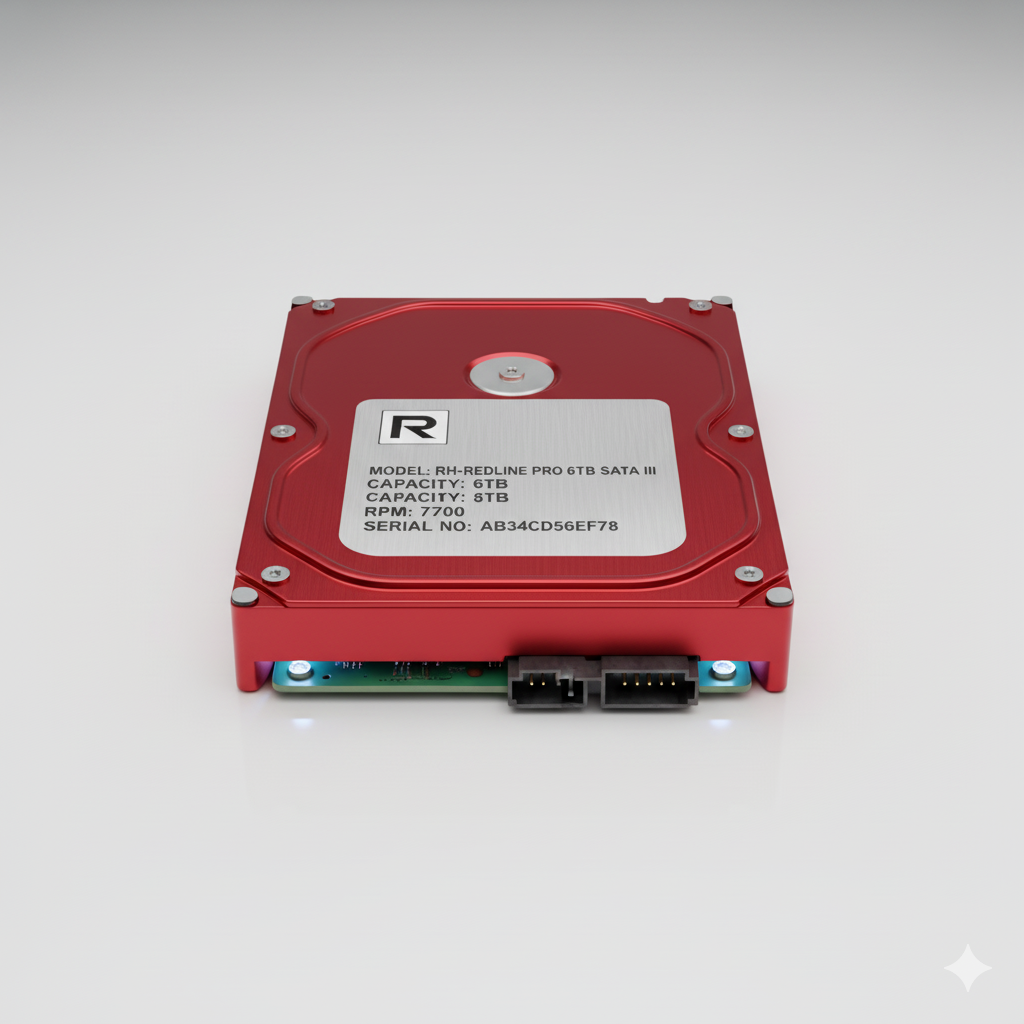 R
MODEL: RH-REDLINE PRO 6TB SATA III
CAPACITY: 6TB
CAPACITY: 8TB
RPM: 7700
SERIAL NO: AB34CD56EF78